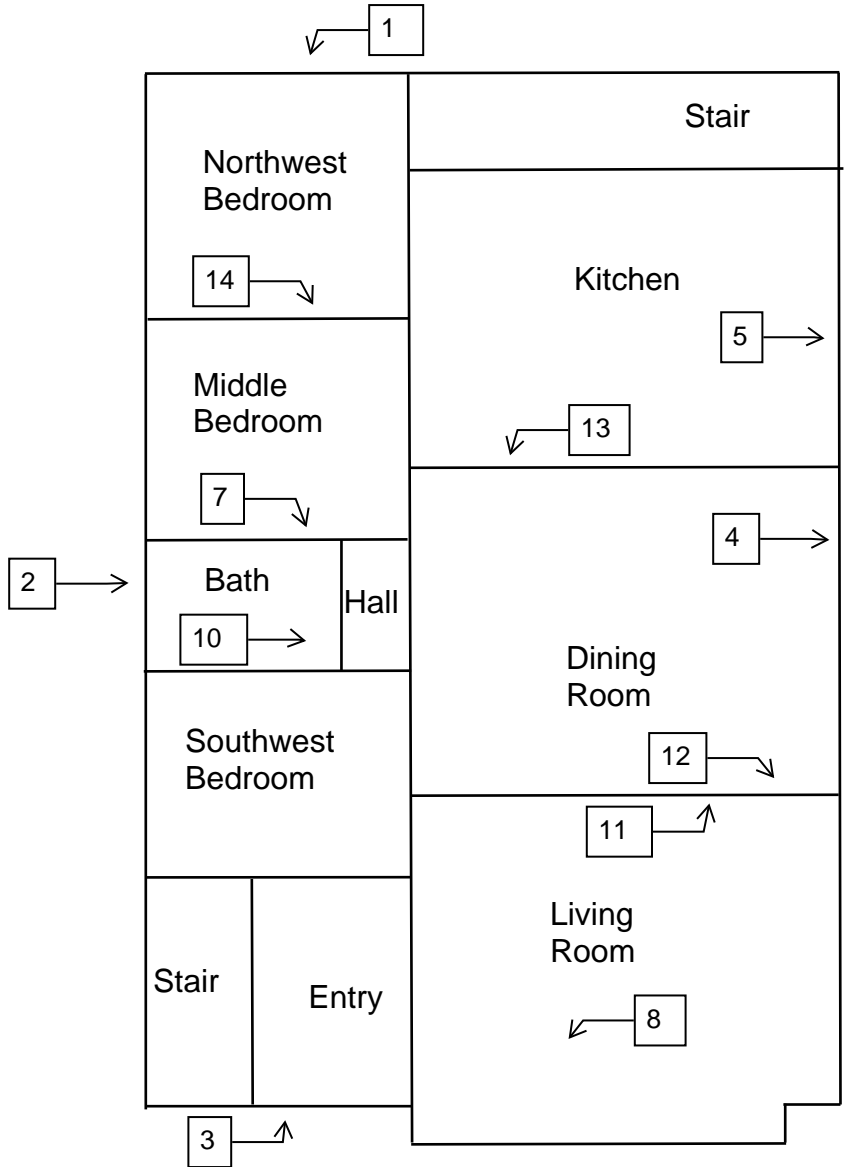 1
Stair
Northwest
Bedroom
14
Kitchen
5
Middle
Bedroom
13
7
4
2
Bath
Hall
10
Dining
Room
Southwest
Bedroom
12
11
Living
Room
Stair
Entry
8
3